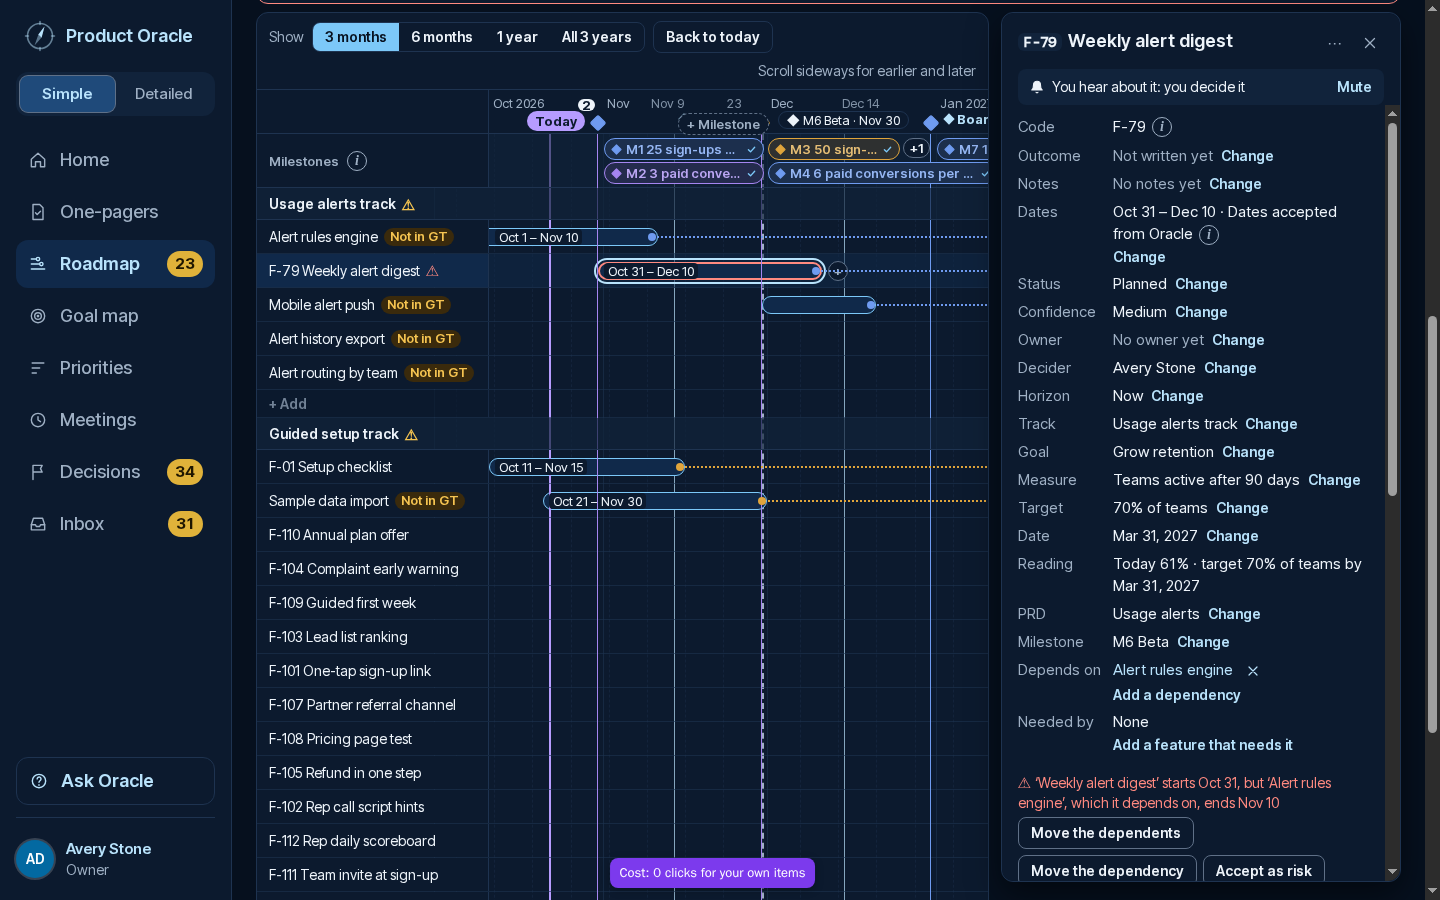 Product Oracle
Simple
Detailed
Home
One-pagers
Roadmap 23
Goal map
Priorities
Meetings
Decisions 34
Inbox 31
Ask Oracle
AD
Avery Stone
Owner
Show 3 months 6 months 1 year All 3 years Back to today
Scroll sideways for earlier and later
Oct 2026 2 Nov Nov 9 23 Dec Dec 14 Jan 2027
Today + Milestone M6 Beta · Nov 30 Boar
Milestones i
M1 25 sign-ups ... M3 50 sign-... +1 M7 1
M2 3 paid conve... M4 6 paid conversions per ...
Usage alerts track
Alert rules engine Not in GT Oct 1 – Nov 10
F-79 Weekly alert digest Oct 31 – Dec 10
Mobile alert push Not in GT
Alert history export Not in GT
Alert routing by team Not in GT
+ Add
Guided setup track
F-01 Setup checklist Oct 11 – Nov 15
Sample data import Not in GT Oct 21 – Nov 30
F-110 Annual plan offer
F-104 Complaint early warning
F-109 Guided first week
F-103 Lead list ranking
F-101 One-tap sign-up link
F-107 Partner referral channel
F-108 Pricing page test
F-105 Refund in one step
F-102 Rep call script hints
F-112 Rep daily scoreboard
F-111 Team invite at sign-up
Cost: 0 clicks for your own items
F-79 Weekly alert digest ...
You hear about it: you decide it Mute
Code F-79 i
Outcome Not written yet Change
Notes No notes yet Change
Dates Oct 31 – Dec 10 · Dates accepted
from Oracle i
Change
Status Planned Change
Confidence Medium Change
Owner No owner yet Change
Decider Avery Stone Change
Horizon Now Change
Track Usage alerts track Change
Goal Grow retention Change
Measure Teams active after 90 days Change
Target 70% of teams Change
Date Mar 31, 2027 Change
Reading Today 61% · target 70% of teams by
Mar 31, 2027
PRD Usage alerts Change
Milestone M6 Beta Change
Depends on Alert rules engine
Add a dependency
Needed by None
Add a feature that needs it
‘Weekly alert digest’ starts Oct 31, but ‘Alert rules
engine’, which it depends on, ends Nov 10
Move the dependents
Move the dependency Accept as risk